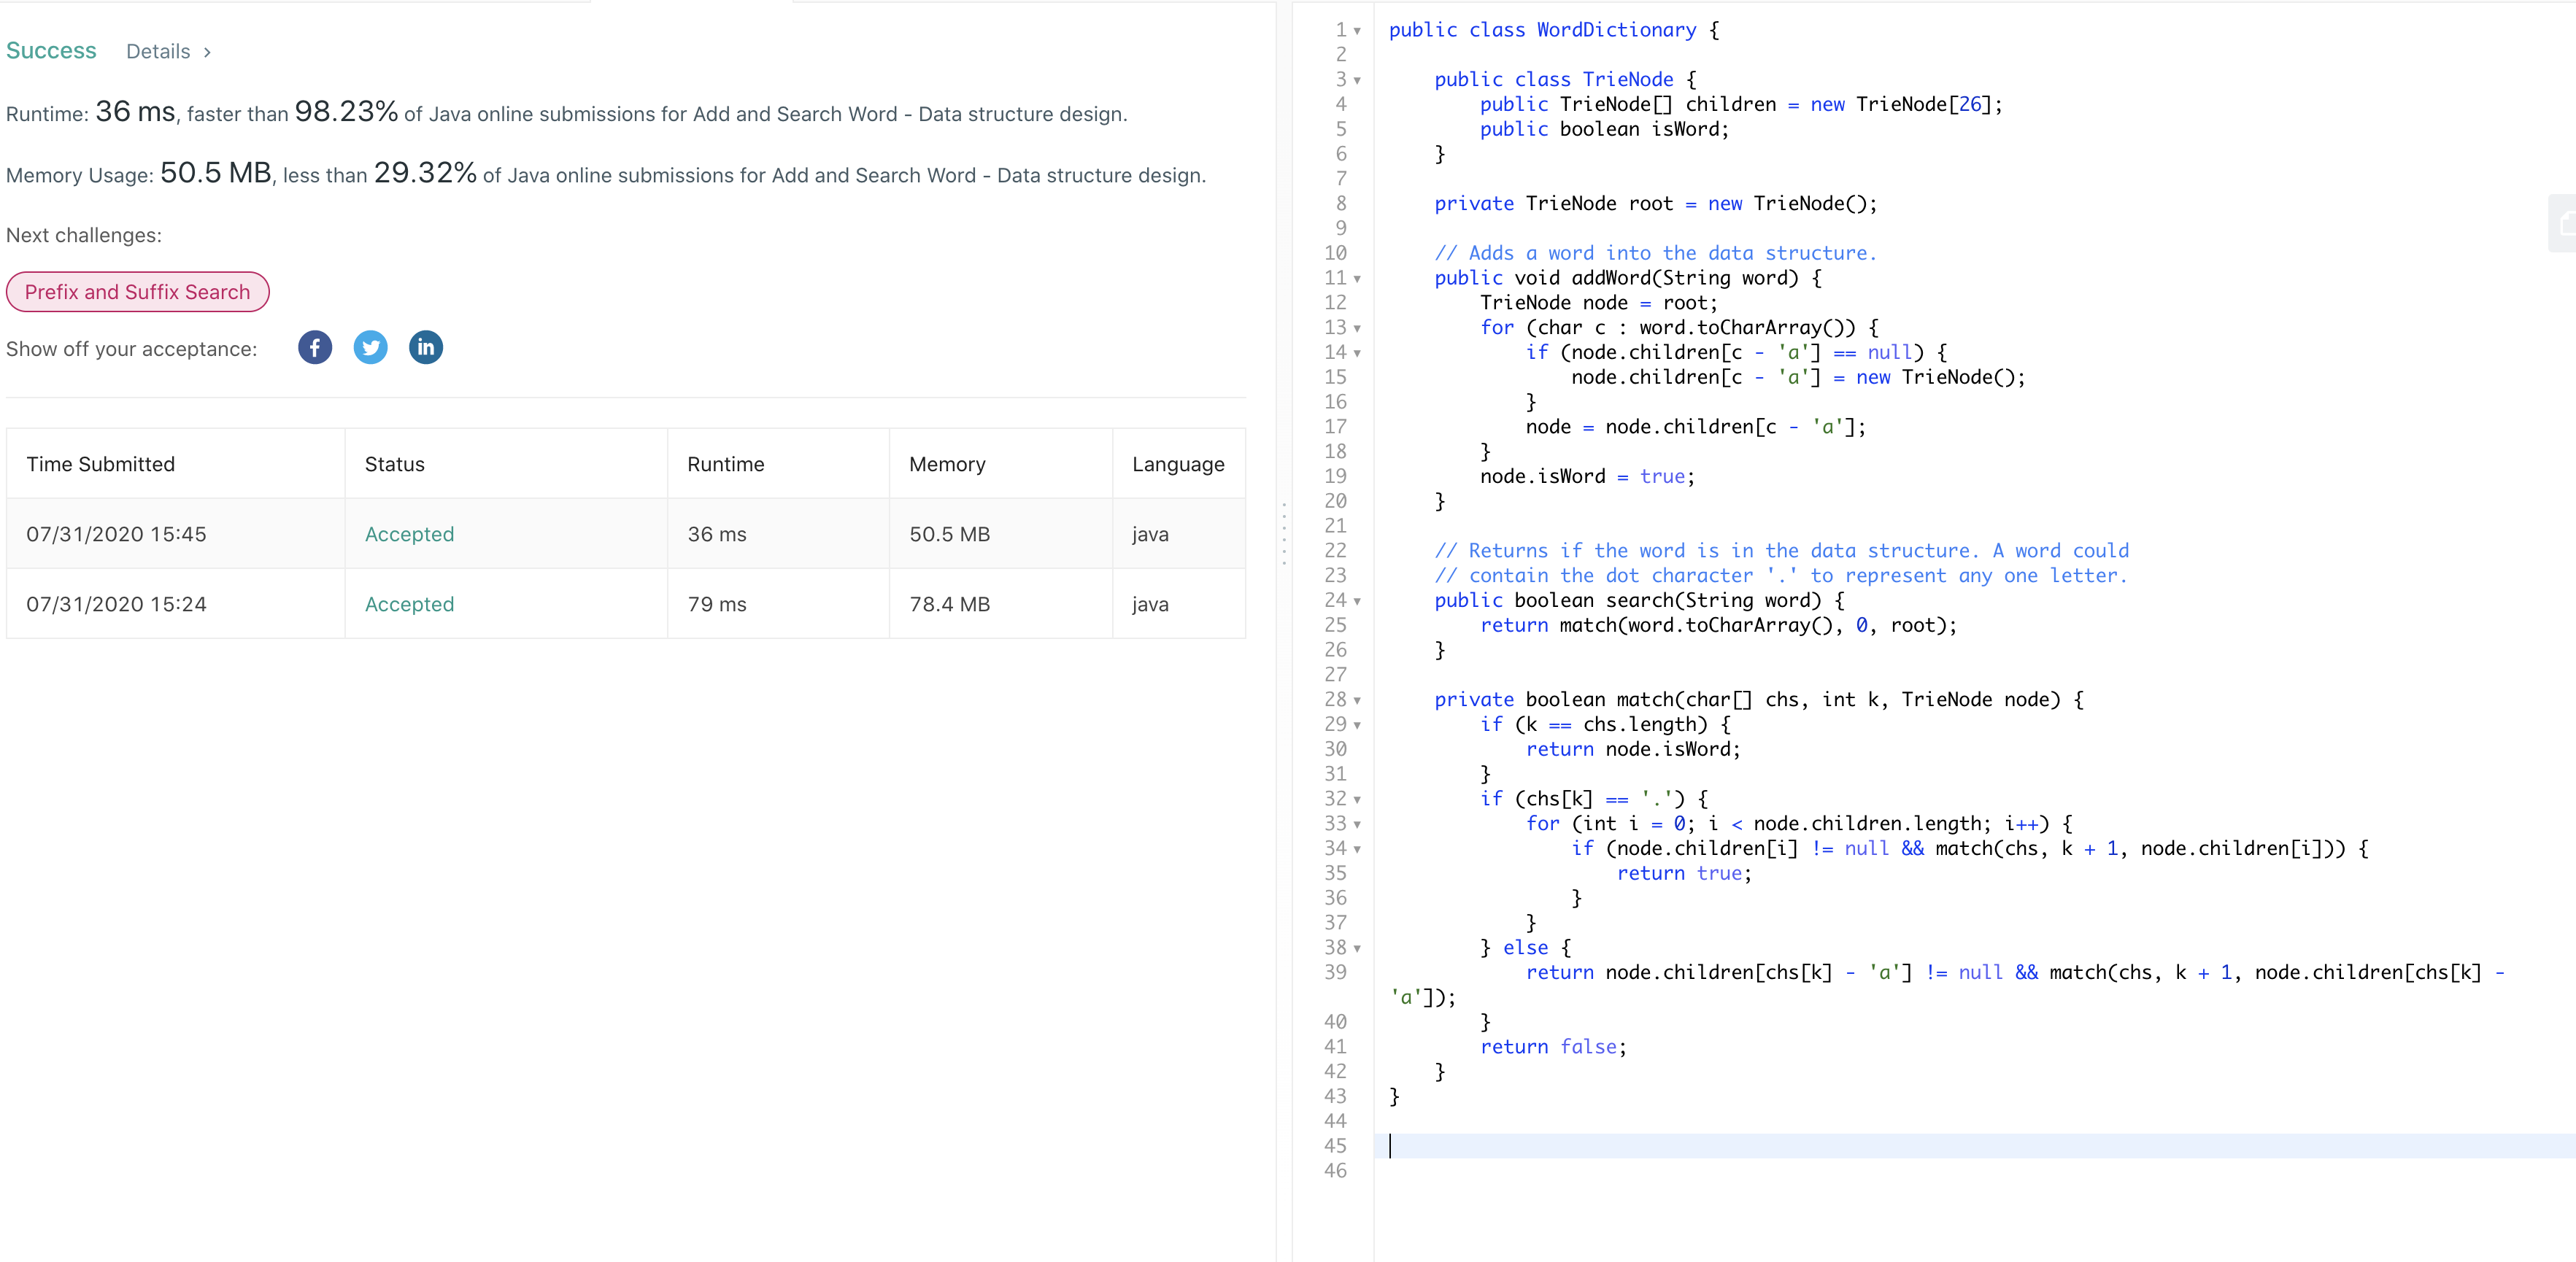 Success Details >
Runtime: 36 ms, faster than 98.23% of Java online submissions for Add and Search Word - Data structure design.
Memory Usage: 50.5 MB, less than 29.32% of Java online submissions for Add and Search Word - Data structure design.
Next challenges:
Prefix and Suffix Search
Show off your acceptance: f in
Time Submitted Status Runtime Memory Language
07/31/2020 15:45 Accepted 36 ms 50.5 MB java
07/31/2020 15:24 Accepted 79 ms 78.4 MB java
1 public class WordDictionary {
2
3     public class TrieNode {
4         public TrieNode[] children = new TrieNode[26];
5         public boolean isWord;
6     }
7
8     private TrieNode root = new TrieNode();
9
10     // Adds a word into the data structure.
11     public void addWord(String word) {
12         TrieNode node = root;
13         for (char c : word.toCharArray()) {
14             if (node.children[c - 'a'] == null) {
15                 node.children[c - 'a'] = new TrieNode();
16             }
17             node = node.children[c - 'a'];
18         }
19         node.isWord = true;
20     }
21
22     // Returns if the word is in the data structure. A word could
23     // contain the dot character '.' to represent any one letter.
24     public boolean search(String word) {
25         return match(word.toCharArray(), 0, root);
26     }
27
28     private boolean match(char[] chs, int k, TrieNode node) {
29         if (k == chs.length) {
30             return node.isWord;
31         }
32         if (chs[k] == '.') {
33             for (int i = 0; i < node.children.length; i++) {
34                 if (node.children[i] != null && match(chs, k + 1, node.children[i])) {
35                     return true;
36                 }
37             }
38         } else {
39             return node.children[chs[k] - 'a'] != null && match(chs, k + 1, node.children[chs[k] -
'a']);
40         }
41         return false;
42     }
43 }
44
45
46